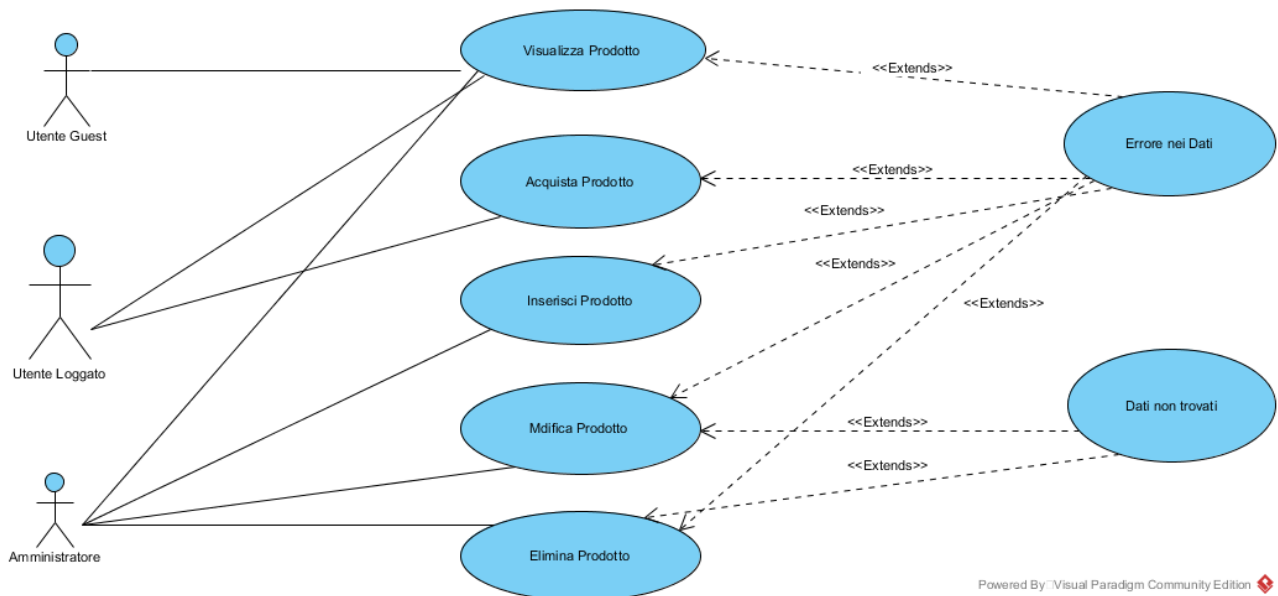 Visualizza Prodotto
<<Extends>>
Utente Guest
Errore nei Dati
Acquista Prodotto
<<Extends>>
<<Extends>>
<<Extends>>
Inserisci Prodotto
<<Extends>>
Utente Loggato
Dati non trovati
Mdifica Prodotto
<<Extends>>
<<Extends>>
Amministratore
Elimina Prodotto
Powered By Visual Paradigm Community Edition